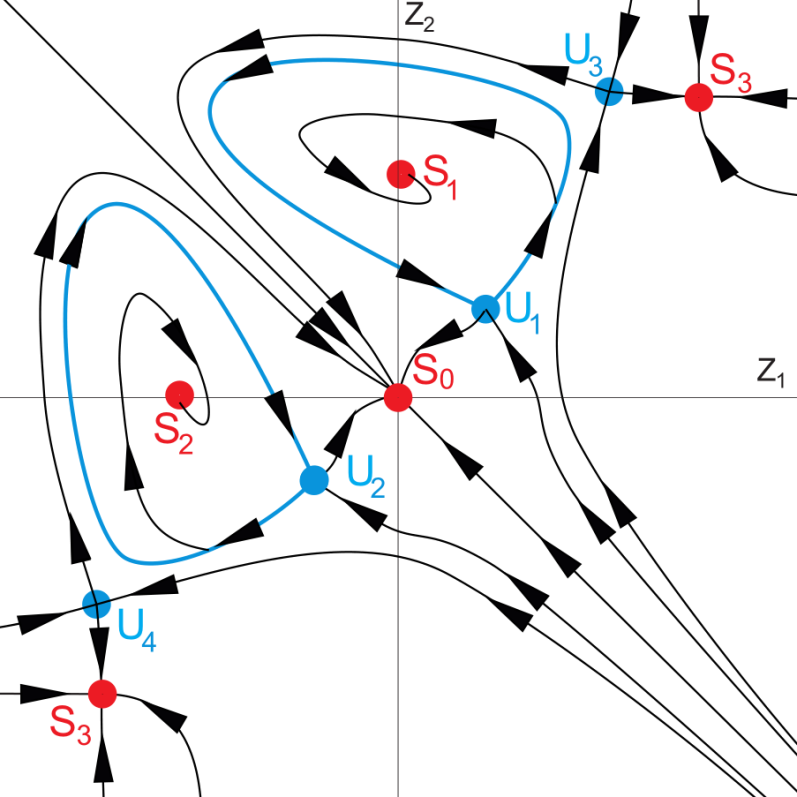 Z₂
U₃
S₃
S₁
U₁
S₀
Z₁
S₂
U₂
U₄
S₃